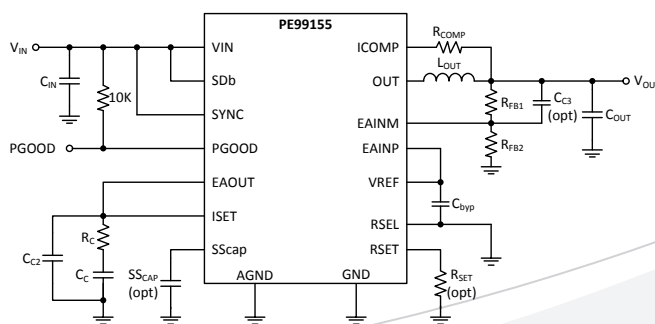 PE99155
VIN
VIN
ICOMP
RCOMP
SDb
OUT
LOUT
VOU
CIN
10K
SYNC
RFB1
CC3
(opt)
COUT
PGOOD
PGOOD
EAINM
RFB2
EAINP
EAOUT
VREF
ISET
Cbyp
RC
CC2
SScap
RSEL
CC
SSCAP
(opt)
RSET
RSET
(opt)
AGND
GND